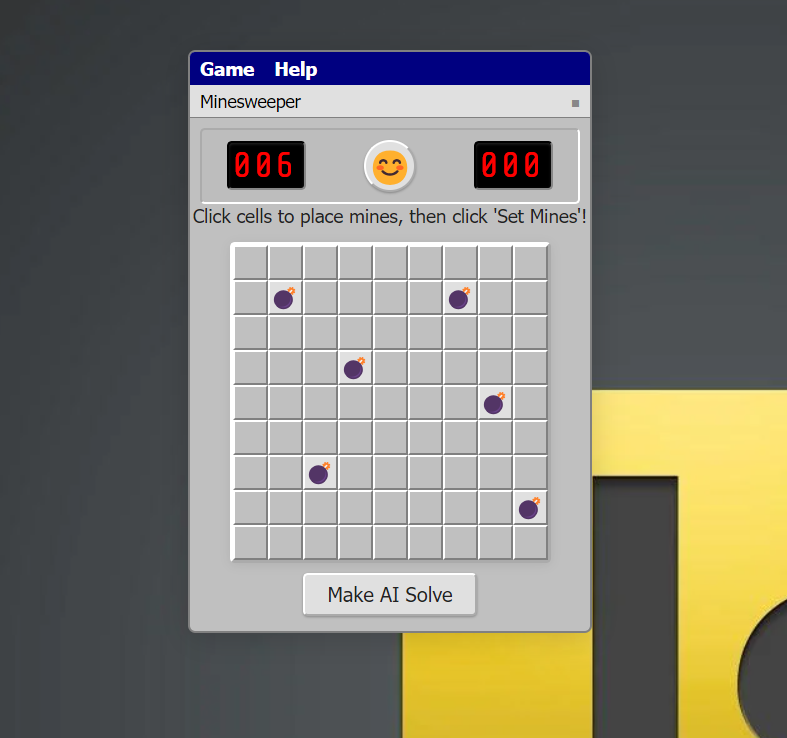 Game Help
Minesweeper
006 000
Click cells to place mines, then click 'Set Mines'!
Make AI Solve